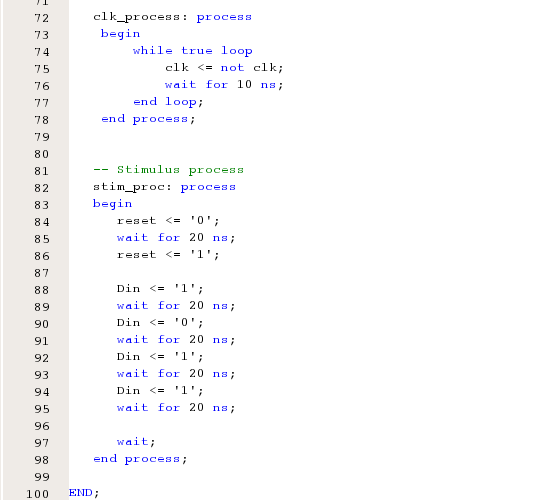 71
72 clk_process: process
73 begin
74 while true loop
75 clk <= not clk;
76 wait for 10 ns;
77 end loop;
78 end process;
79
80
81 -- Stimulus process
82 stim_proc: process
83 begin
84 reset <= '0';
85 wait for 20 ns;
86 reset <= '1';
87
88 Din <= '1';
89 wait for 20 ns;
90 Din <= '0';
91 wait for 20 ns;
92 Din <= '1';
93 wait for 20 ns;
94 Din <= '1';
95 wait for 20 ns;
96
97 wait;
98 end process;
99
100 END;